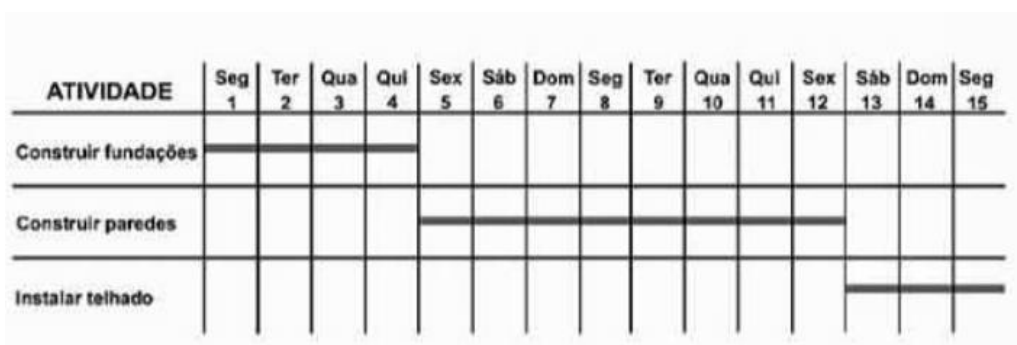 ATIVIDADE Seg Ter Qua Qui Sex Sáb Dom Seg Ter Qua Qui Sex Sáb Dom Seg
1 2 3 4 5 6 7 8 9 10 11 12 13 14 15
Construir fundações
Construir paredes
Instalar telhado